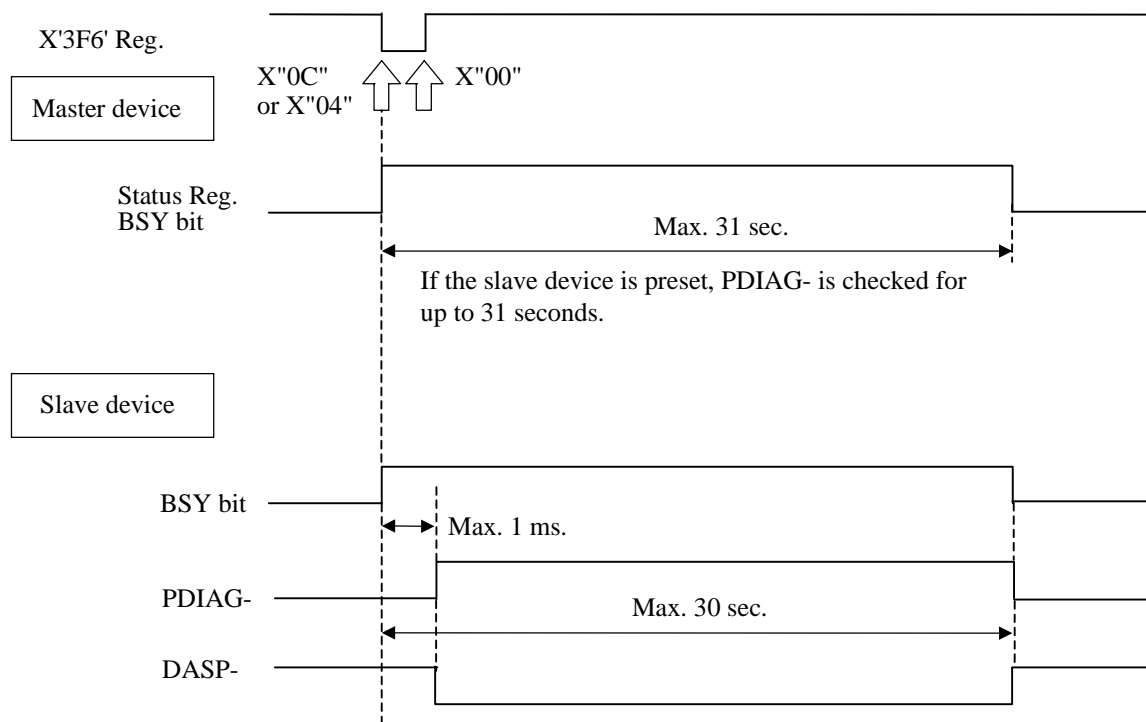 X'3F6' Reg.
X"0C"
or X"04"
X"00"
Master device
Status Reg.
BSY bit
Max. 31 sec.
If the slave device is preset, PDIAG- is checked for
up to 31 seconds.
Slave device
BSY bit
Max. 1 ms.
PDIAG-
Max. 30 sec.
DASP-